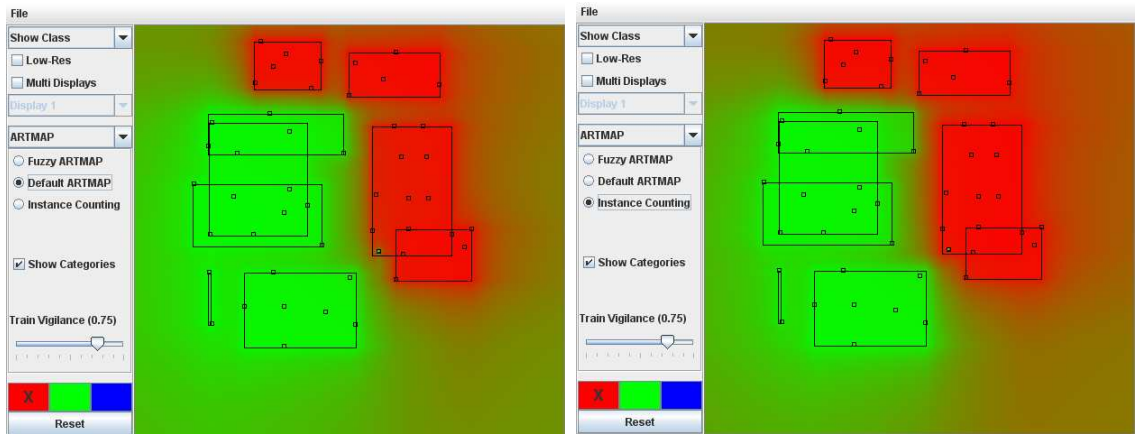 File
Show Class
Low-Res
Multi Displays
Display 1
ARTMAP
Fuzzy ARTMAP
Default ARTMAP
Instance Counting
Show Categories
Train Vigilance (0.75)
X
Reset
File
Show Class
Low-Res
Multi Displays
Display 1
ARTMAP
Fuzzy ARTMAP
Default ARTMAP
Instance Counting
Show Categories
Train Vigilance (0.75)
X
Reset